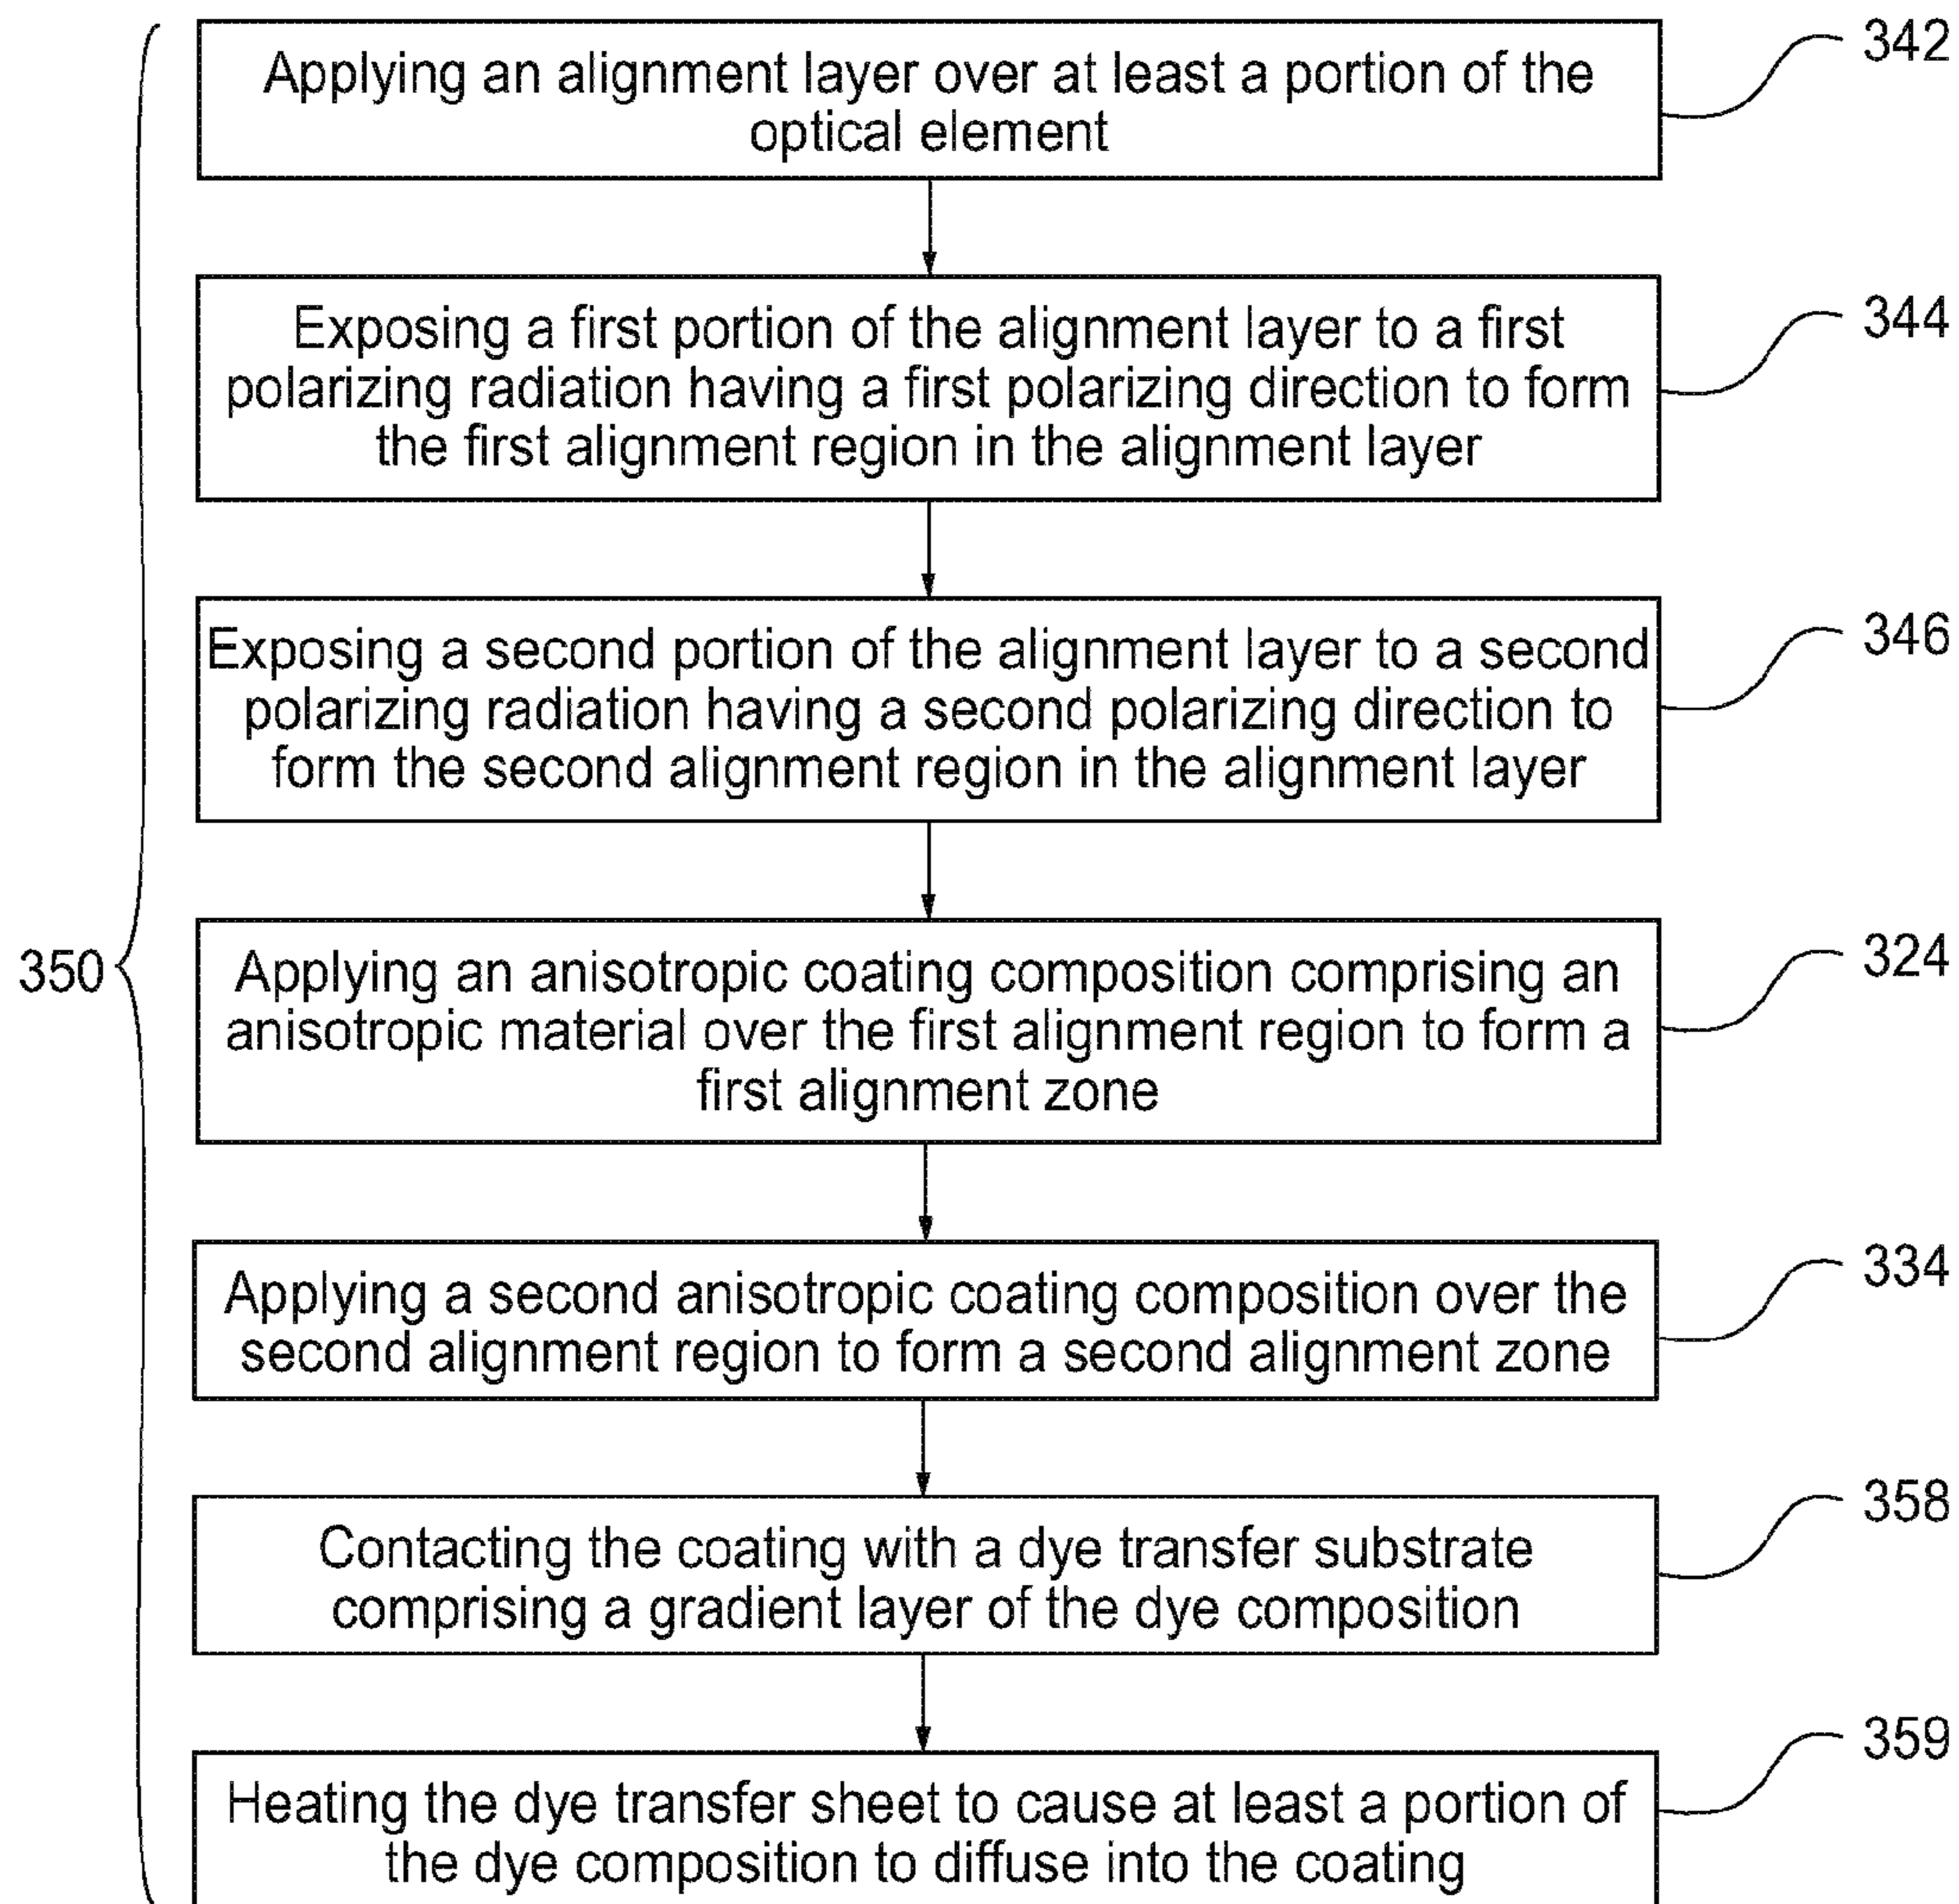 Applying an alignment layer over at least a portion of the
optical element
342
Exposing a first portion of the alignment layer to a first
polarizing radiation having a first polarizing direction to form
the first alignment region in the alignment layer
344
Exposing a second portion of the alignment layer to a second
polarizing radiation having a second polarizing direction to
form the second alignment region in the alignment layer
346
350
Applying an anisotropic coating composition comprising an
anisotropic material over the first alignment region to form a
first alignment zone
324
Applying a second anisotropic coating composition over the
second alignment region to form a second alignment zone
334
Contacting the coating with a dye transfer substrate
comprising a gradient layer of the dye composition
358
Heating the dye transfer sheet to cause at least a portion of
the dye composition to diffuse into the coating
359